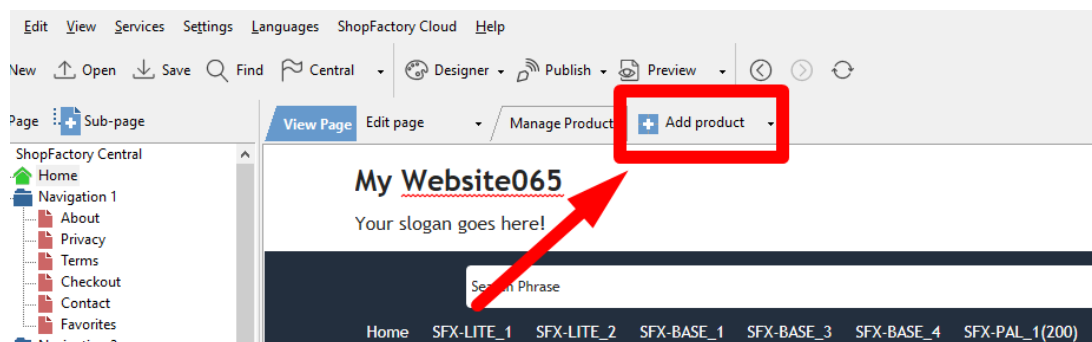 Edit View Services Settings Languages ShopFactory Cloud Help
New Open Save Find Central Designer Publish Preview
Page Sub-page View Page Edit page Manage Product Add product
ShopFactory Central
Home
Navigation 1
About
Privacy
Terms
Checkout
Contact
Favorites
My Website065
Your slogan goes here!
Search Phrase
Home SFX-LITE_1 SFX-LITE_2 SFX-BASE_1 SFX-BASE_3 SFX-BASE_4 SFX-PAL_1(200)